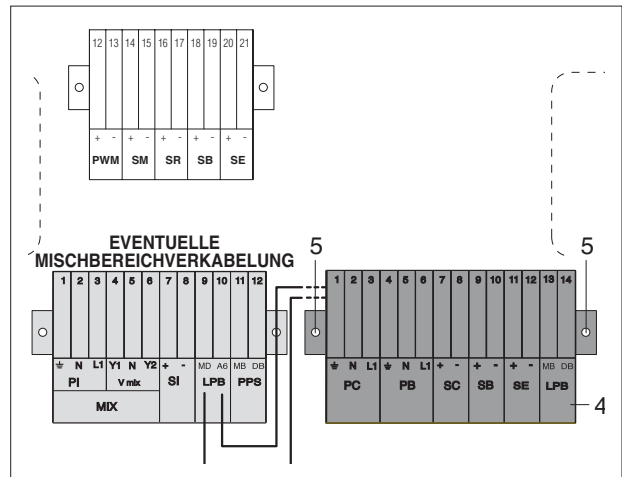 12 13 14 15 16 17 18 19 20 21
+ - + - + - + - + -
PWM SM SR SB SE
EVENTUELLE
MISCHBEREICHVERKABELUNG
5
5
1 2 3 4 5 6 7 8 9 10 11 12
N L1 Y1 N Y2 + - MD A6 MB DB
PI V mix SI LPB PPS
MIX
1 2 3 4 5 6 7 8 9 10 11 12 13 14
N L1 N L1 + - + - + - MB DB
PC PB SC SB SE LPB
4